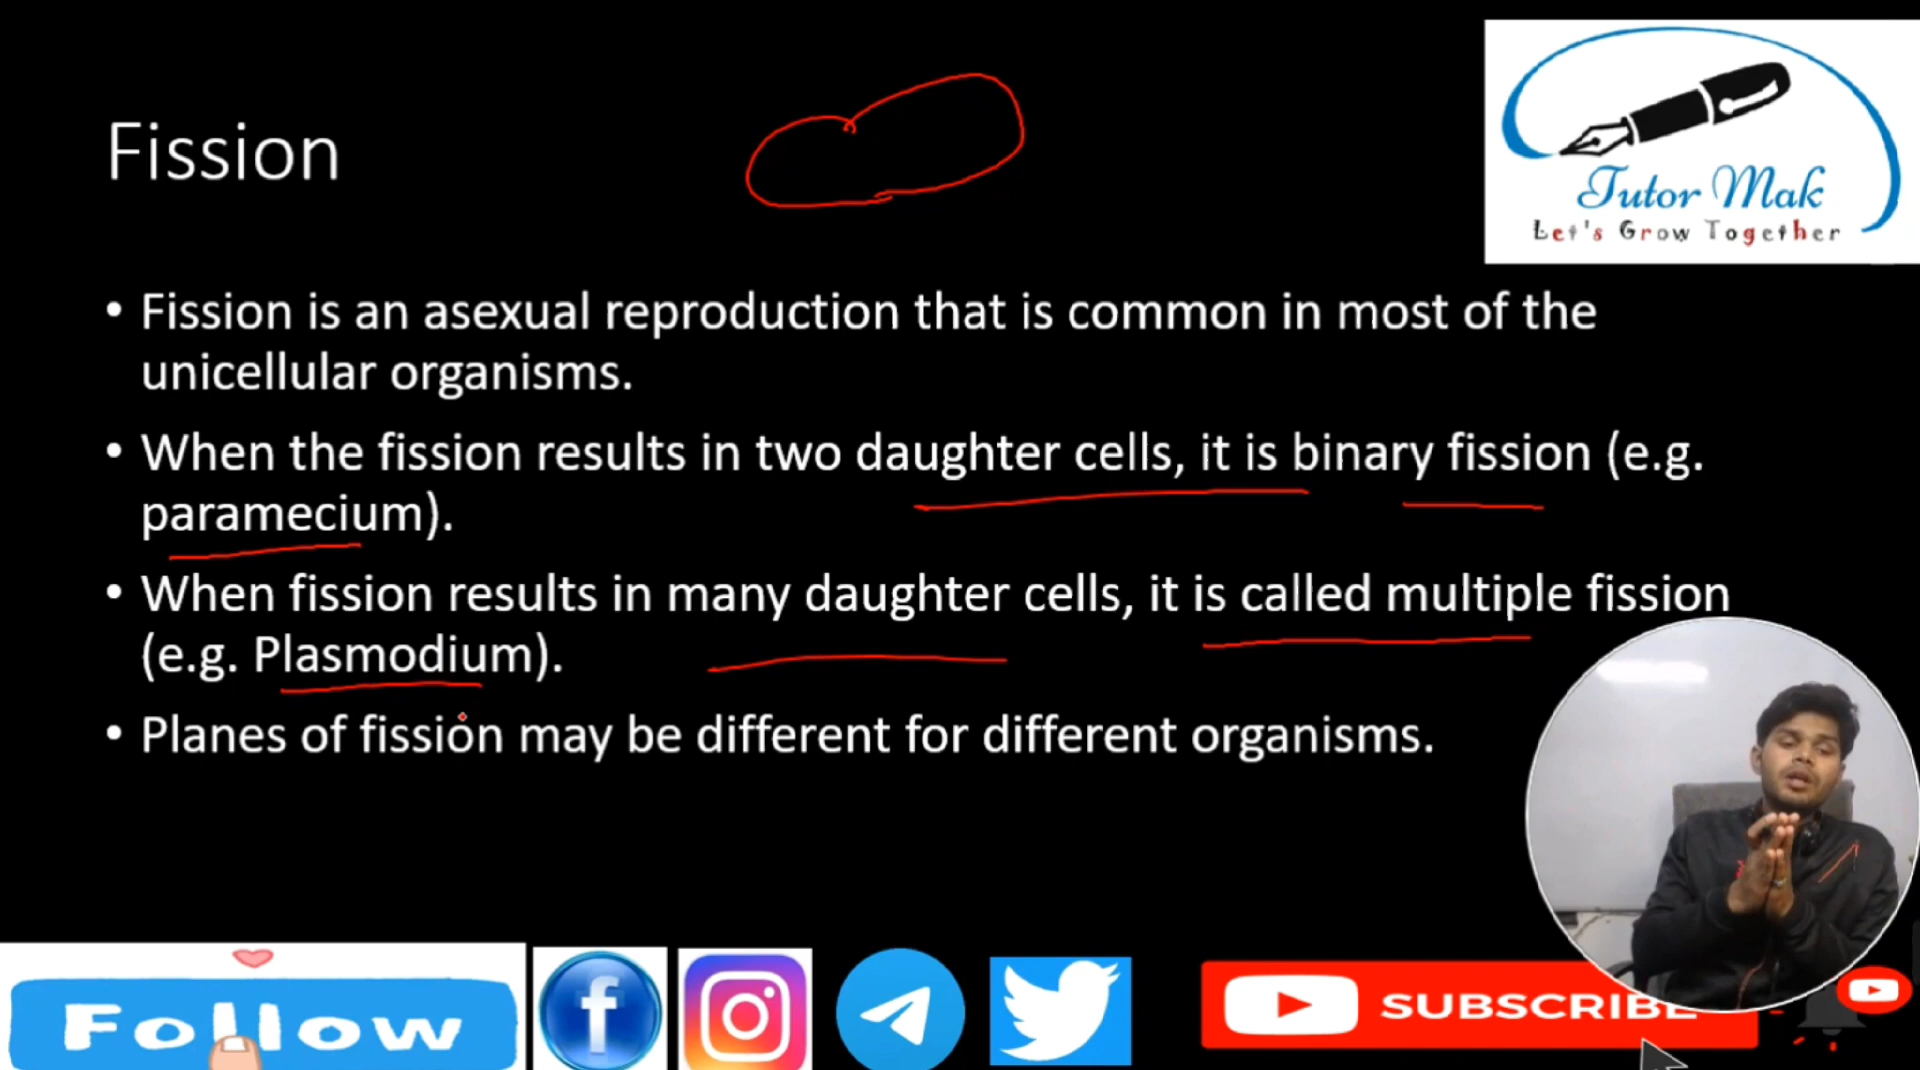 Fission
Tutor Mak
Let's Grow Together
• Fission is an asexual reproduction that is common in most of the
unicellular organisms.
• When the fission results in two daughter cells, it is binary fission (e.g.
paramecium).
• When fission results in many daughter cells, it is called multiple fission
(e.g. Plasmodium).
• Planes of fission may be different for different organisms.
Follow
SUBSCRIBE